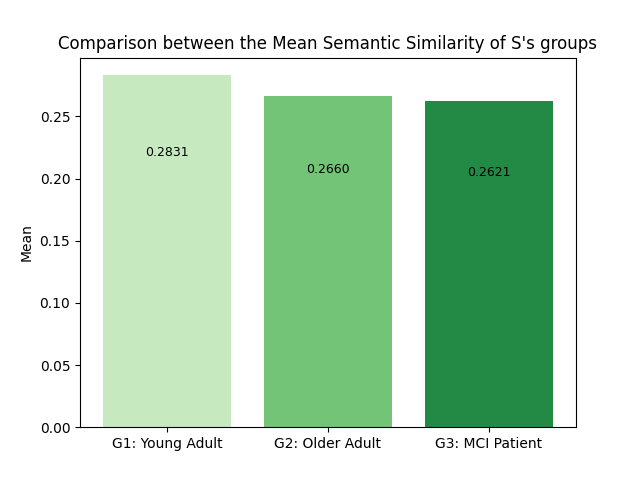 Comparison between the Mean Semantic Similarity of S's groups
Mean
0.25
0.20
0.15
0.10
0.05
0.00
0.2831
0.2660
0.2621
G1: Young Adult
G2: Older Adult
G3: MCI Patient